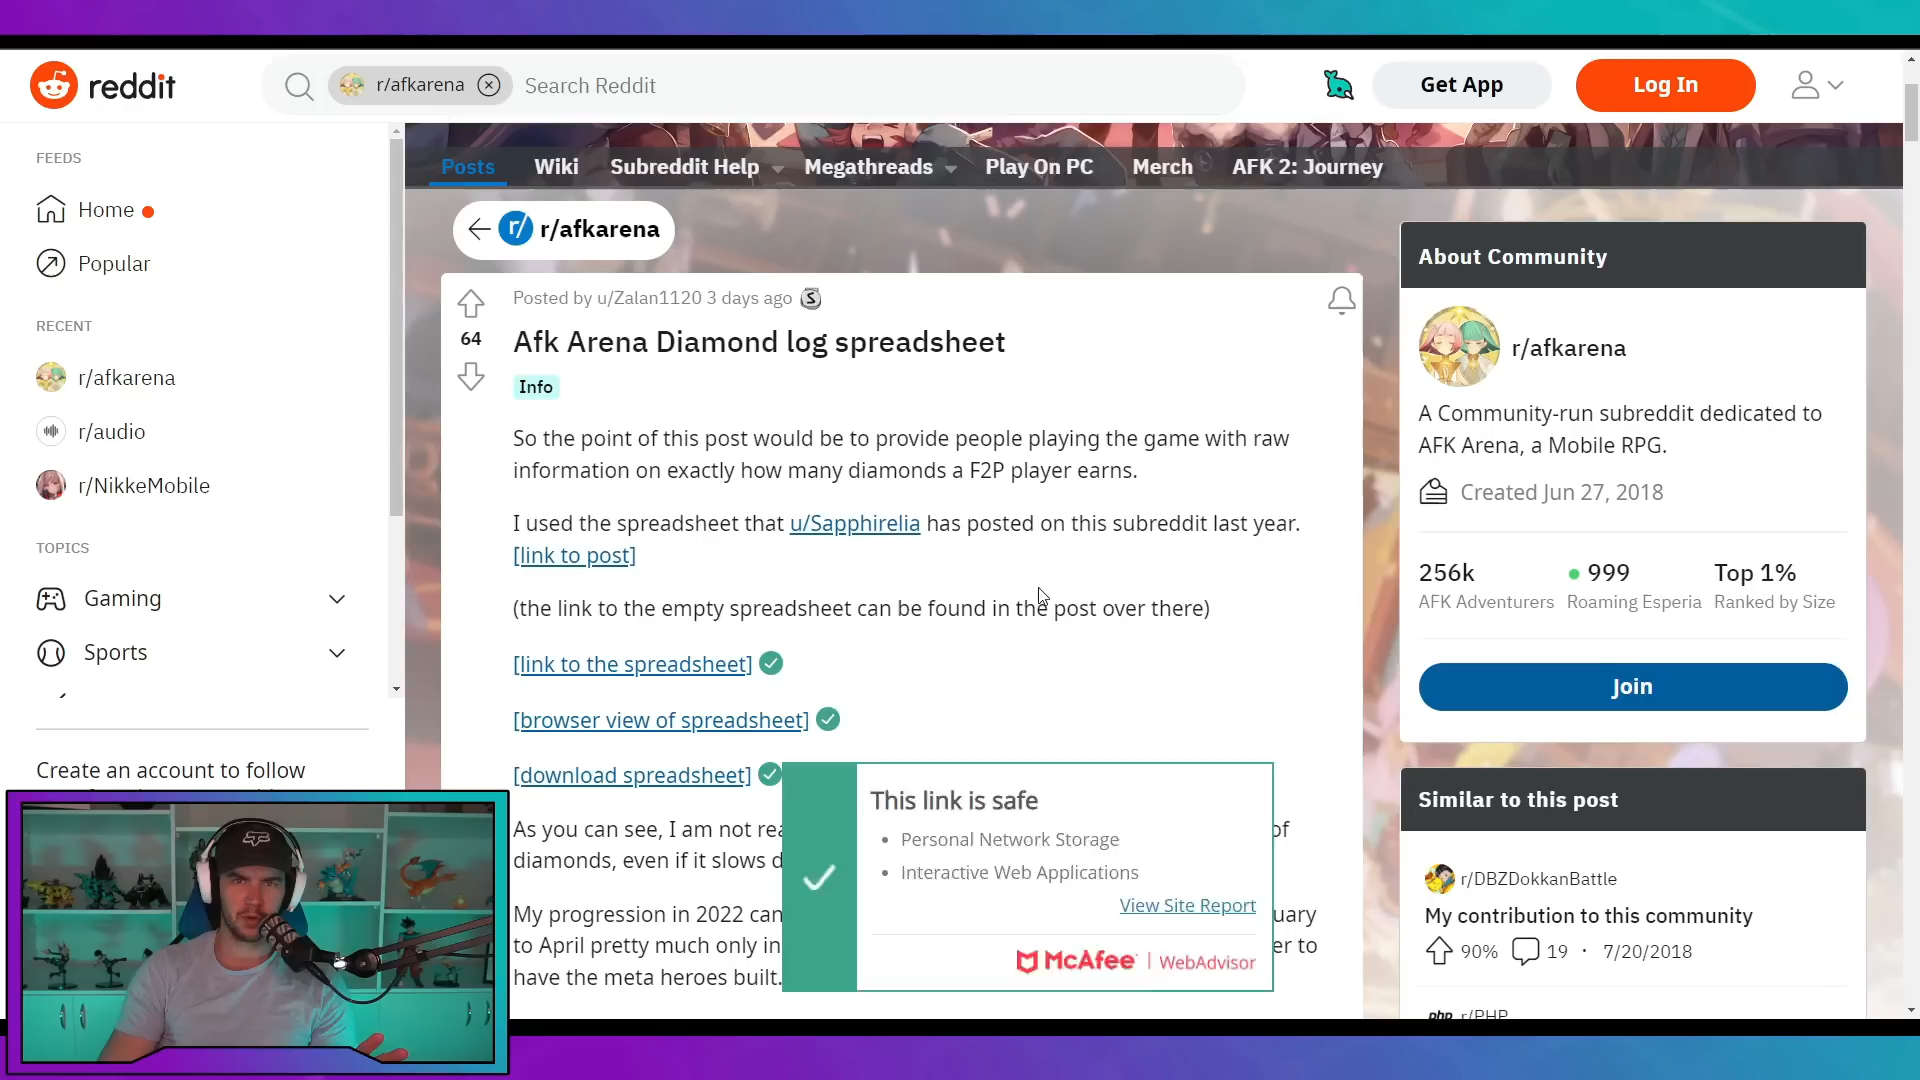 reddit
r/afkarena
Search Reddit
Get App
Log In
FEEDS
Home
Popular
RECENT
r/afkarena
r/audio
r/NikkeMobile
TOPICS
Gaming
Sports
Create an account to follow
Posts
Wiki
Subreddit Help
Megathreads
Play On PC
Merch
AFK 2: Journey
r/ r/afkarena
Posted by u/Zalan1120 3 days ago S
64
Afk Arena Diamond log spreadsheet
Info
So the point of this post would be to provide people playing the game with raw
information on exactly how many diamonds a F2P player earns.
I used the spreadsheet that u/Sapphirelia has posted on this subreddit last year.
[link to post]
(the link to the empty spreadsheet can be found in the post over there)
[link to the spreadsheet]
[browser view of spreadsheet]
[download spreadsheet]
As you can see, I am not of
diamonds, even if it slows
My progression in 2022
to April pretty much only to
have the meta heroes built.
This link is safe
• Personal Network Storage
• Interactive Web Applications
View Site Report
McAfee | WebAdvisor
About Community
r/afkarena
A Community-run subreddit dedicated to
AFK Arena, a Mobile RPG.
Created Jun 27, 2018
256k
AFK Adventurers
999
Roaming Esperia
Top 1%
Ranked by Size
Join
Similar to this post
r/DBZDokkanBattle
My contribution to this community
90% 19 · 7/20/2018
php r/PHP
FOX